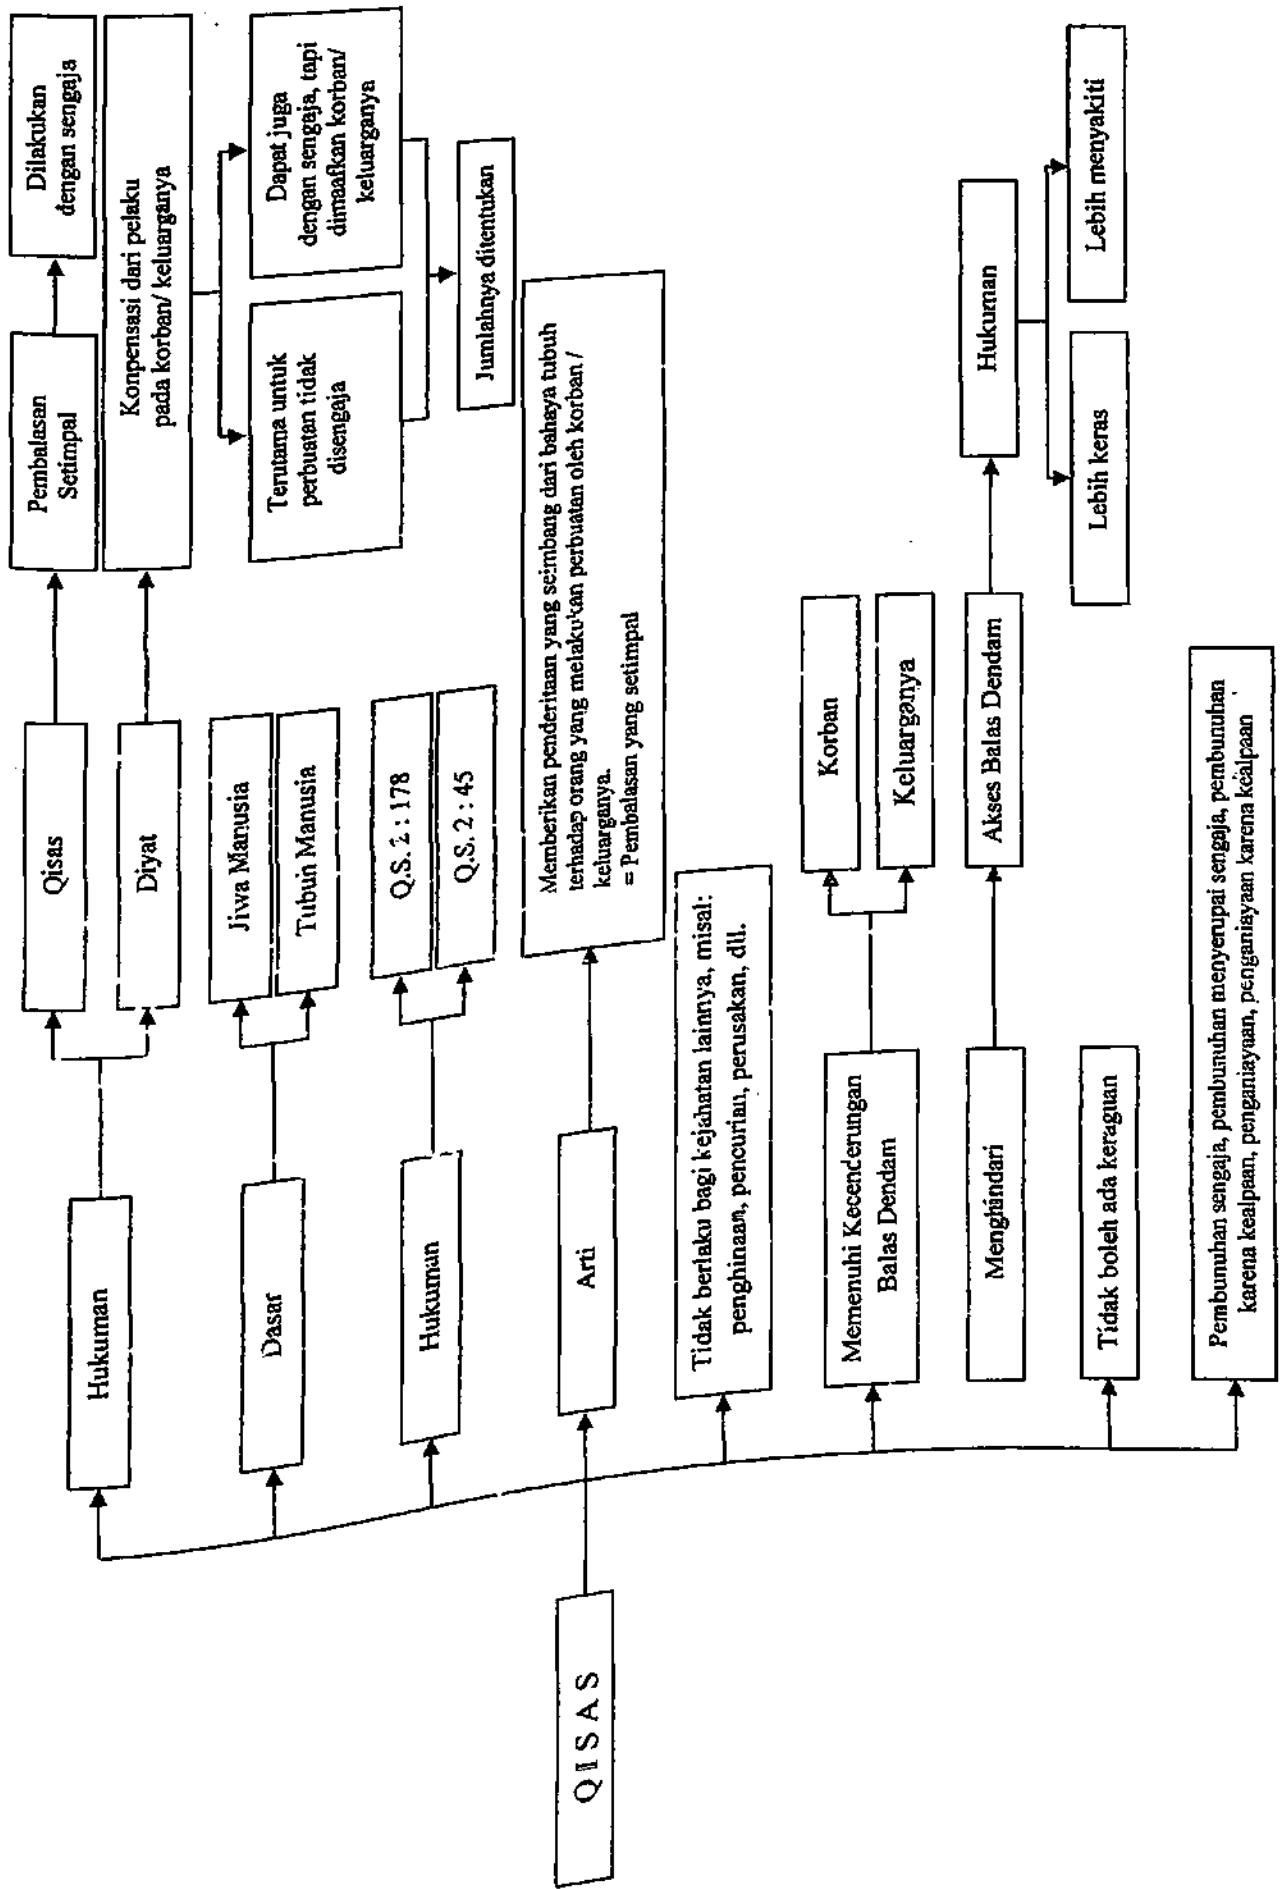 QISAS
Hukuman
Qisas
Pembalasan
Setimpal
Dilakukan
dengan sengaja
Diyat
Konpensasi dari pelaku
pada korban/ keluarganya
Terutama untuk
perbuatan tidak
disengaja
Dapat juga
dengan sengaja, tapi
dimaafkan korban/
keluarganya
Jumlahnya ditentukan
Dasar
Jiwa Manusia
Tubuh Manusia
Hukuman
Q.S. 2 : 178
Q.S. 2 : 45
Arti
Memberikan penderitaan yang seimbang dari bahaya tubuh
terhadap orang yang melakukan perbuatan oleh korban /
keluarganya.
= Pembalasan yang setimpal
Tidak berlaku bagi kejahatan lainnya, misal:
penghinaan, pencurian, perusakan, dll.
Memenuhi Kecenderungan
Balas Dendam
Korban
Keluarganya
Menghindari
Akses Balas Dendam
Hukuman
Lebih keras
Lebih menyakiti
Tidak boleh ada keraguan
Pembunuhan sengaja, pembunuhan menyerupai sengaja, pembunuhan
karena kealpaan, penganiayaan, penganiayaan karena kealpaan